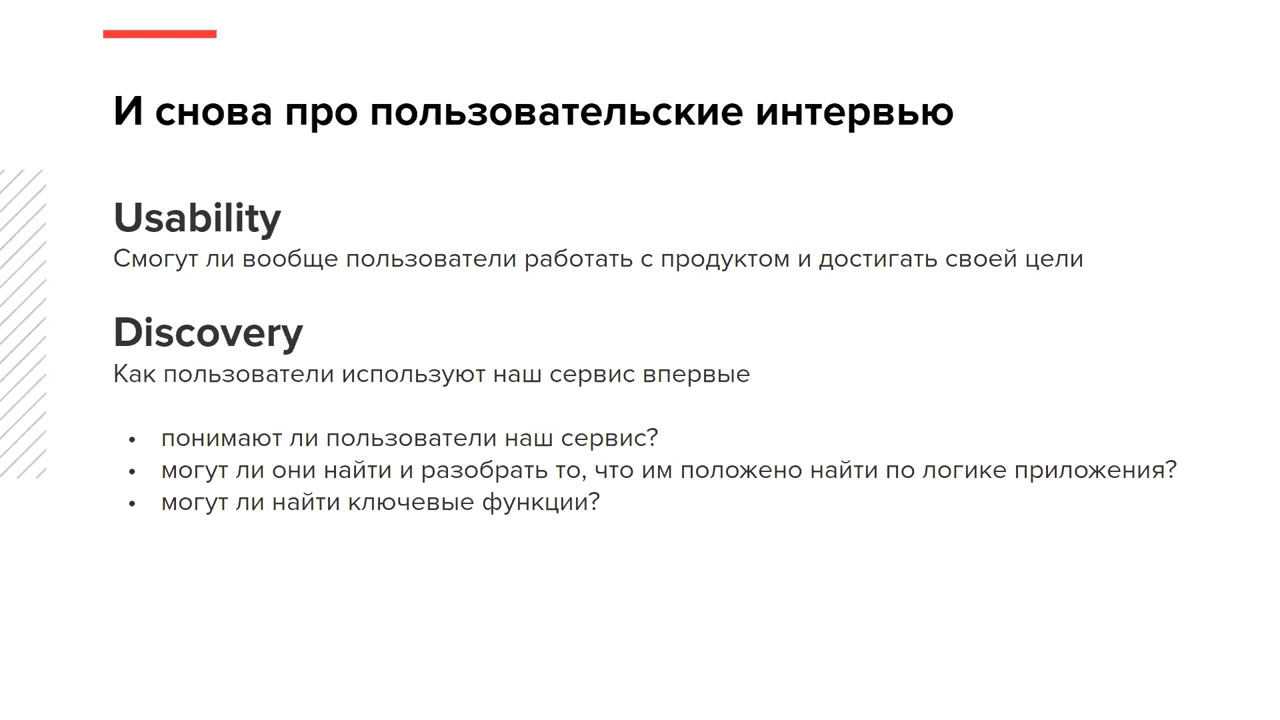 И снова про пользовательские интервью
Usability
Смогут ли вообще пользователи работать с продуктом и достигать своей цели
Discovery
Как пользователи используют наш сервис впервые
• понимают ли пользователи наш сервис?
• могут ли они найти и разобрать то, что им положено найти по логике приложения?
• могут ли найти ключевые функции?